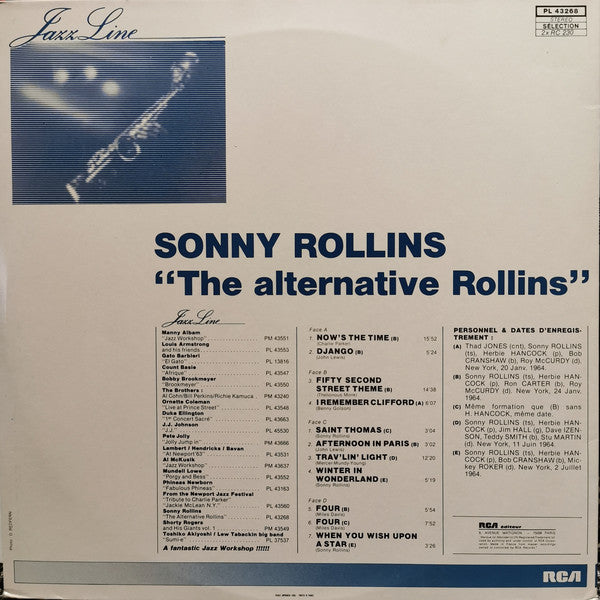 Jazz Line
PL 43268
STEREO
SÉLECTION
2 x RC 230
SONNY ROLLINS
“The alternative Rollins”
Jazz Line
Manny Albam
"Jazz Workshop" PM 43551
Louis Armstrong
and his friends PL 43553
Gato Barbieri
"El Gato" PL 13816
Count Basie
"Afrique" PL 43547
Bobby Brookmeyer
"Brookmeyer" PL 43550
The Brothers :
Al Cohn/Bill Perkins/Richie Kamuca PM 43240
Ornette Coleman
"Live at Prince Street" PL 43548
Duke Ellington
"1er Concert Sacré" PL 43663
J.J. Johnson
"J.J." PL 45530
Pete Jolly
"Jolly Jump in" PM 43686
Lambert / Hendricks / Bavan
"At Newport'63" PL 43531
Al McKusik
"Jazz Workshop" PM 43637
Mundell Lowe
"Porgy and Bess" PL 43552
Phineas Newborn
"Fabulous Phineas" PL 43163
From the Newport Jazz Festival
"Tribute to Charlie Parker"
"Jackie McLean N.Y." PL 43560
Sonny Rollins
"The Alternative Rollins" PL 43268
Shorty Rogers
and His Giants vol. 1 PM 43549
Toshiko Akiyoshi / Lew Tabackin big band
"Sumi-e" PL 37537
A fantastic Jazz Workshop !!!!!!
Face A
1. NOW'S THE TIME (B) 15:52
(Charlie Parker)
2. DJANGO (B) 5'24
(John Lewis)
Face B
1. FIFTY SECOND
STREET THEME (B) 14'38
(Thelonious Monk)
4. I REMEMBER CLIFFORD (A) 6'07
(Benny Golson)
Face C
1. SAINT THOMAS (C) 3'04
(Sonny Rollins)
2. AFTERNOON IN PARIS (B) 3'02
(John Lewis)
3. TRAV'LIN' LIGHT (D) 12'20
(Mercer-Mundy-Young)
4. WINTER IN
WONDERLAND (E) 5'21
(Sonny Rollins)
Face D
5. FOUR (B) 5'54
(Miles Davis)
6. FOUR (C) 7'07
(Miles Davis)
7. WHEN YOU WISH UPON
A STAR (E) 3'26
(Sonny Rollins)
PERSONNEL & DATES D'ENREGIS-
TREMENT :
(A) Thad JONES (cnt), Sonny ROLLINS
(ts), Herbie HANCOCK (p), Bob
CRANSHAW (b), Roy McCURDY (d).
New York, 20 Janv. 1964.
(B) Sonny ROLLINS (ts), Herbie HAN-
COCK (p), Ron CARTER (b), Roy
McCURDY (d). New York, 24 Janv.
1964.
(C) Même formation que (B) sans
H. HANCOCK, même date.
(D) Sonny ROLLINS (ts), Herbie HAN-
COCK (p), Jim HALL (g), Dave IZEN-
SON, Teddy SMITH (b), Stu MARTIN
(d). New York, 11 Juin 1964.
(E) Sonny ROLLINS (ts), Herbie HAN-
COCK (p), Bob CRANSHAW (b), Mic-
key ROKER (d). New York, 2 Juillet
1964.
RCA editeur
9, AVENUE MATIGNON - 75008 PARIS
RCA